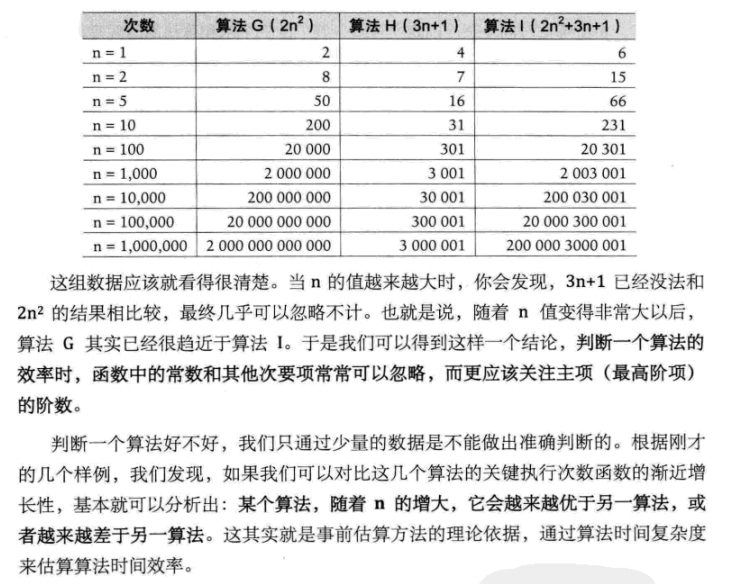 次数 算法 G（2n²） 算法 H（3n+1） 算法 I（2n²+3n+1）
n = 1 2 4 6
n = 2 8 7 15
n = 5 50 16 66
n = 10 200 31 231
n = 100 20 000 301 20 301
n = 1,000 2 000 000 3 001 2 003 001
n = 10,000 200 000 000 30 001 200 030 001
n = 100,000 20 000 000 000 300 001 20 000 300 001
n = 1,000,000 2 000 000 000 000 3 000 001 200 000 3000 001
这组数据应该就看得很清楚。当 n 的值越来越大时，你会发现，3n+1 已经没法和
2n² 的结果相比较，最终几乎可以忽略不计。也就是说，随着 n 值变得非常大以后，
算法 G 其实已经很趋近于算法 I。于是我们可以得到这样一个结论，判断一个算法的
效率时，函数中的常数和其他次要项常常可以忽略，而更应该关注主项（最高阶项）
的阶数。
判断一个算法好不好，我们只通过少量的数据是不能做出准确判断的。根据刚才
的几个样例，我们发现，如果我们可以对比这几个算法的关键执行次数函数的渐近增
长性，基本就可以分析出：某个算法，随着 n 的增大，它会越来越优于另一算法，或
者越来越差于另一算法。这其实就是事前估算方法的理论依据，通过算法时间复杂度
来估算算法时间效率。